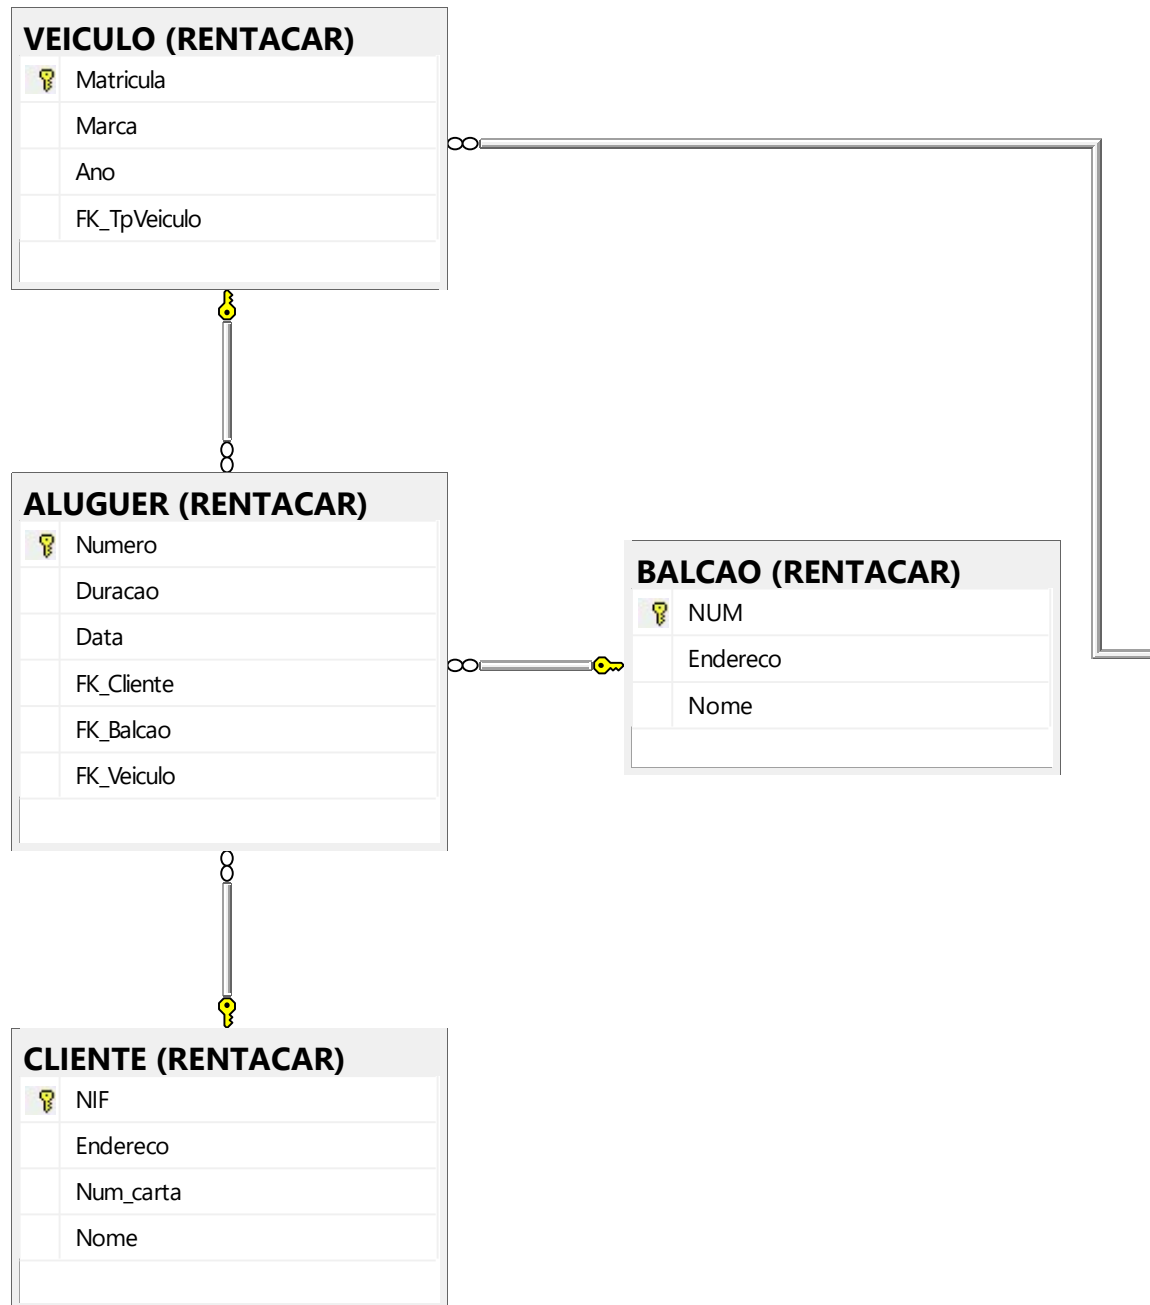 VEICULO (RENTACAR)
Matricula
Marca
Ano
FK_TpVeiculo
ALUGUER (RENTACAR)
Numero
Duracao
Data
FK_Cliente
FK_Balcao
FK_Veiculo
BALCAO (RENTACAR)
NUM
Endereco
Nome
CLIENTE (RENTACAR)
NIF
Endereco
Num_carta
Nome